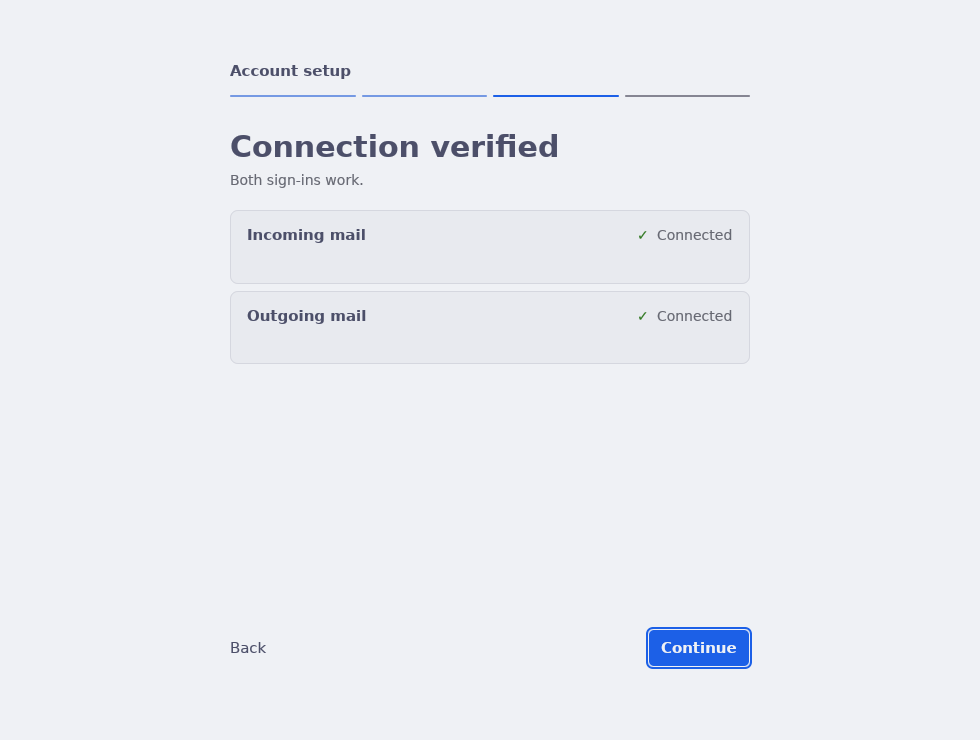 Account setup
Connection verified
Both sign-ins work.
Incoming mail
✓ Connected
Outgoing mail
✓ Connected
Back
Continue